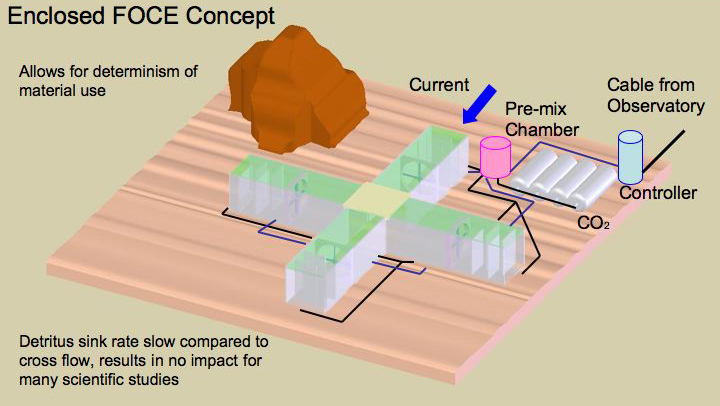 Enclosed FOCE Concept
Allows for determinism of
material use
Current
Pre-mix
Chamber
Cable from
Observatory
Controller
CO₂
Detritus sink rate slow compared to
cross flow, results in no impact for
many scientific studies